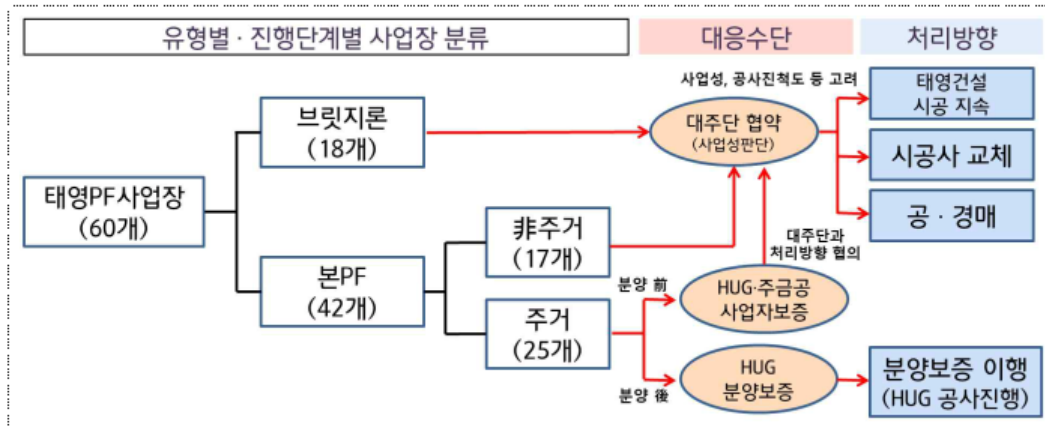 유형별 · 진행단계별 사업장 분류
대응수단
처리방향
태영PF사업장
(60개)
브릿지론
(18개)
본PF
(42개)
非주거
(17개)
주거
(25개)
분양 前
분양 後
사업성, 공사진척도 등 고려
대주단 협약
(사업성판단)
대주단과
처리방향 협의
HUG·주금공
사업자보증
HUG
분양보증
태영건설
시공 지속
시공사 교체
공 · 경매
분양보증 이행
(HUG 공사진행)